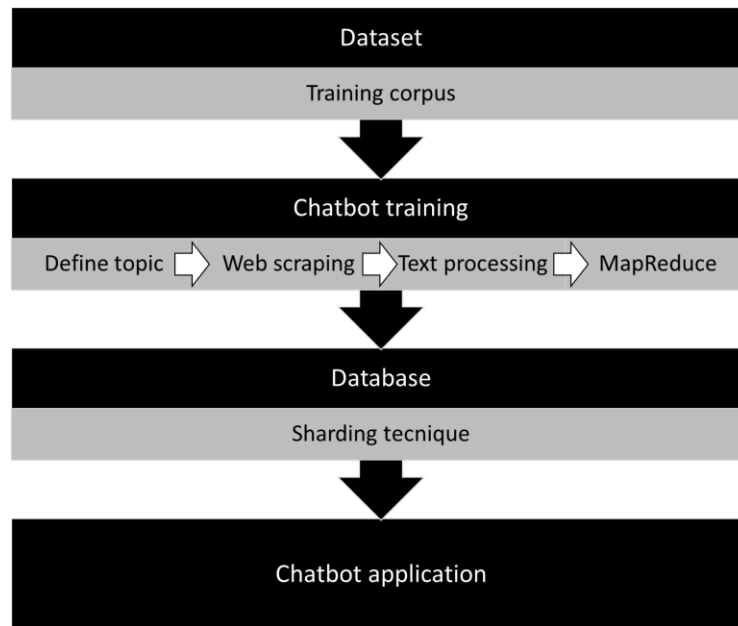 Dataset
Training corpus
Chatbot training
Define topic Web scraping Text processing MapReduce
Database
Sharding tecnique
Chatbot application